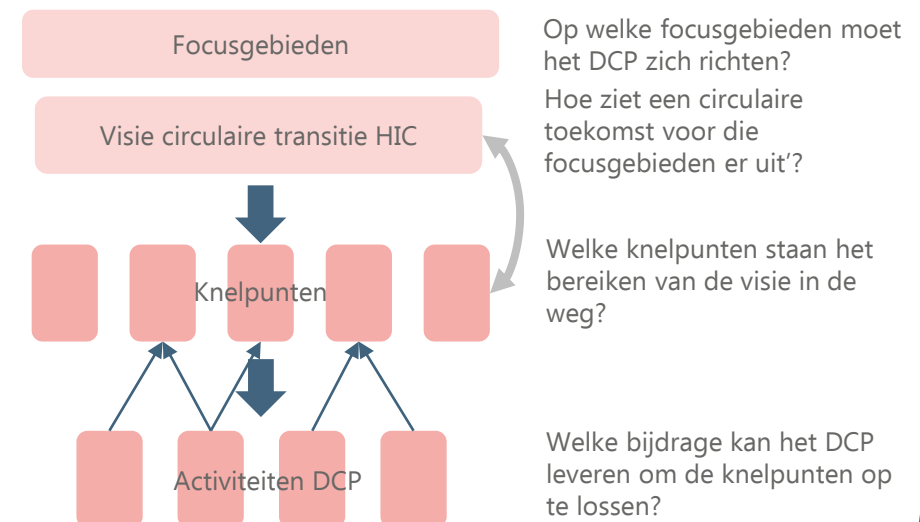 Focusgebieden
Op welke focusgebieden moet
het DCP zich richten?
Visie circulaire transitie HIC
Hoe ziet een circulaire
toekomst voor die
focusgebieden er uit’?
Knelpunten
Welke knelpunten staan het
bereiken van de visie in de
weg?
Activiteiten DCP
Welke bijdrage kan het DCP
leveren om de knelpunten op
te lossen?